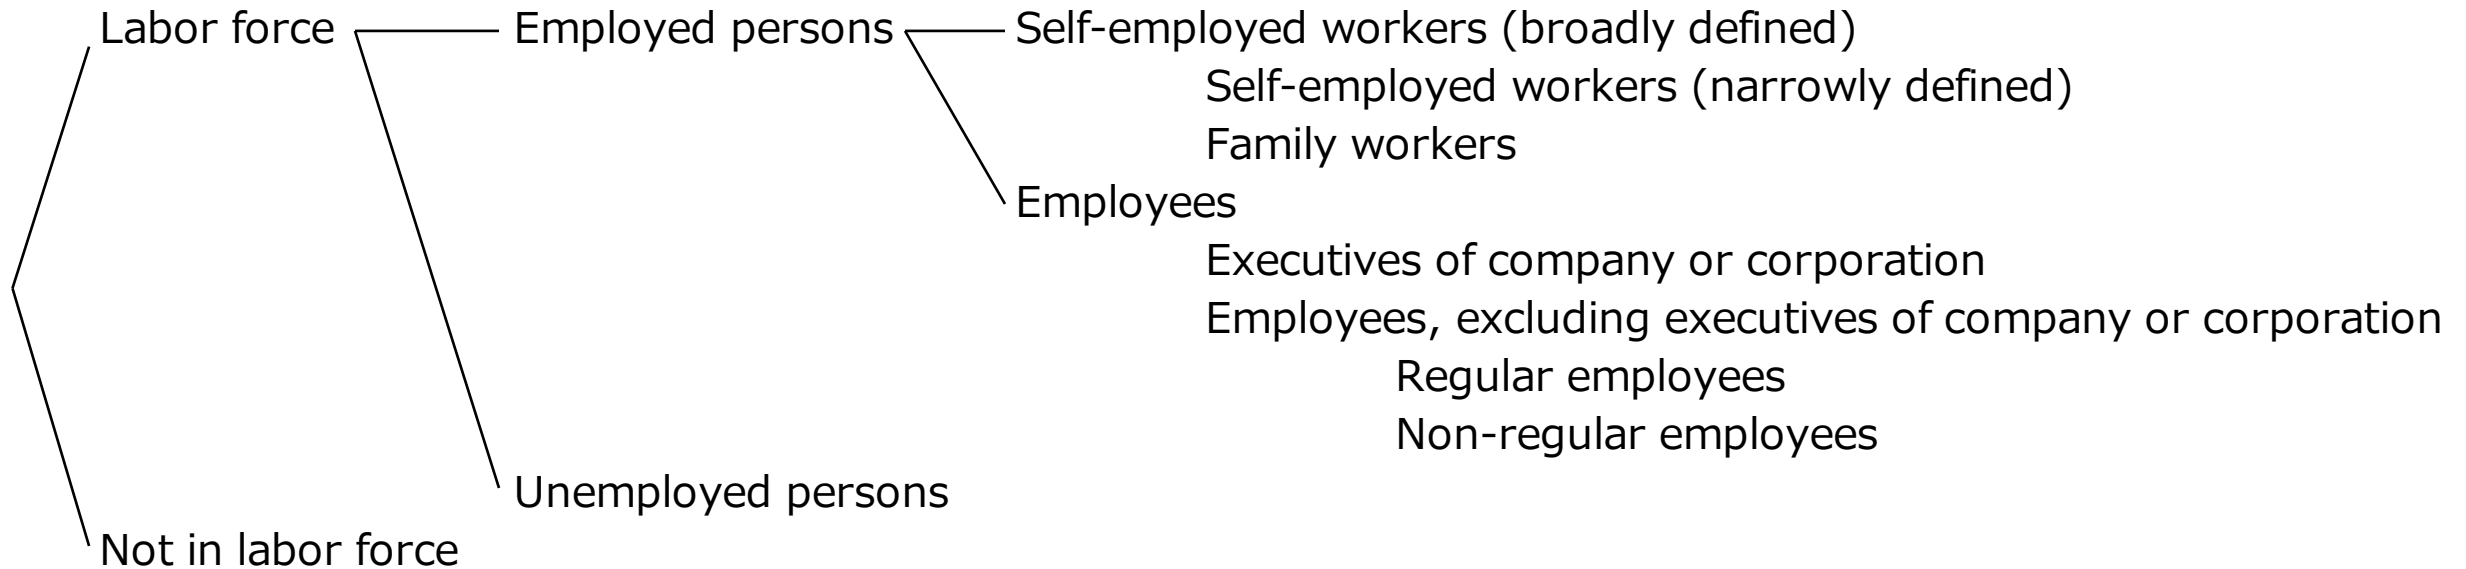 Labor force Employed persons Self-employed workers (broadly defined)
Self-employed workers (narrowly defined)
Family workers
Employees
Executives of company or corporation
Employees, excluding executives of company or corporation
Regular employees
Non-regular employees
Unemployed persons
Not in labor force